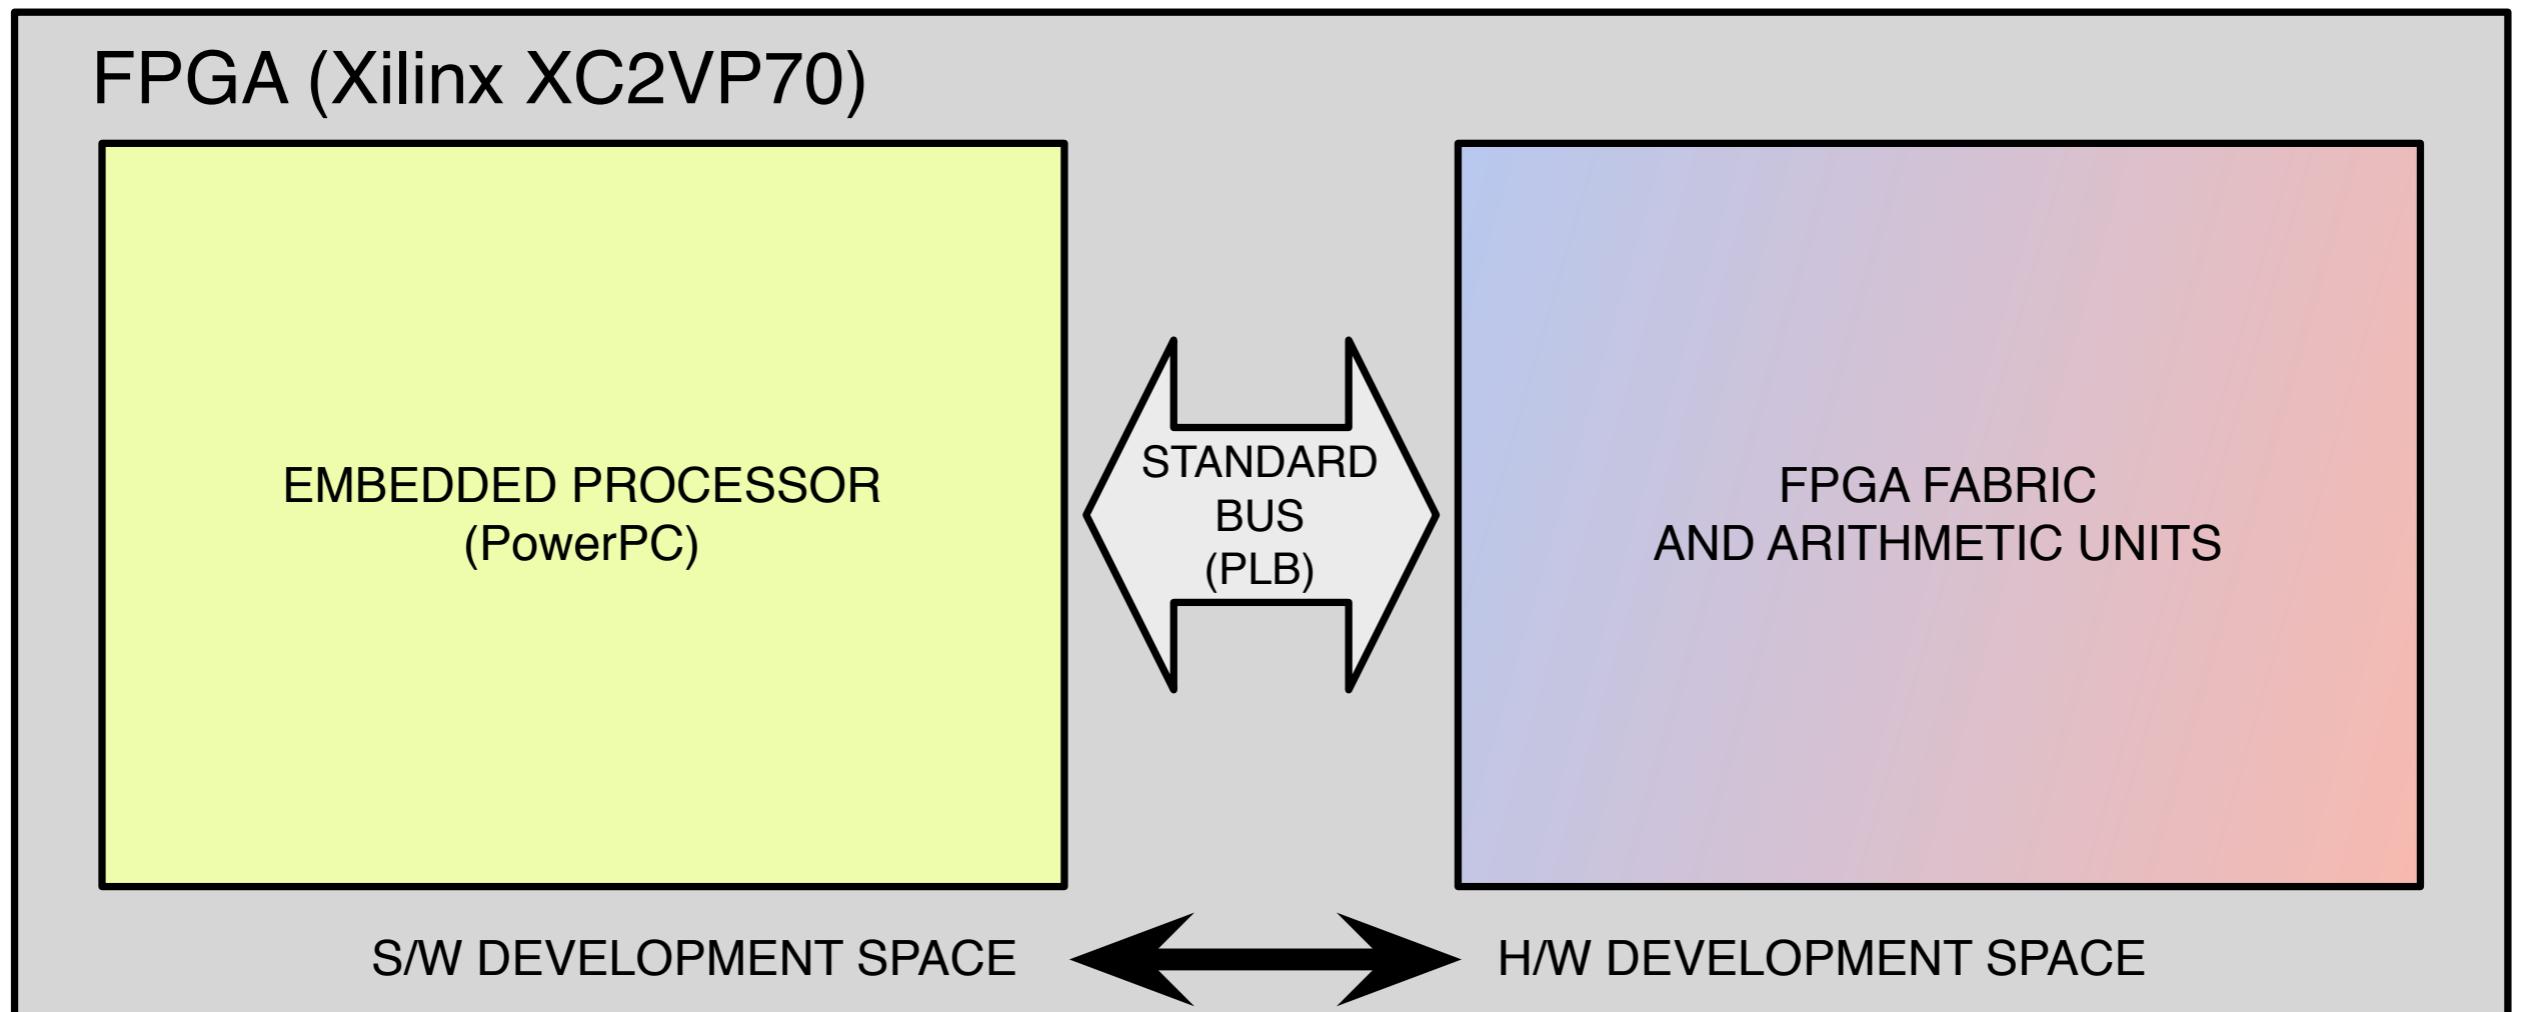 FPGA (Xilinx XC2VP70)
EMBEDDED PROCESSOR
(PowerPC)
STANDARD
BUS
(PLB)
FPGA FABRIC
AND ARITHMETIC UNITS
S/W DEVELOPMENT SPACE
H/W DEVELOPMENT SPACE